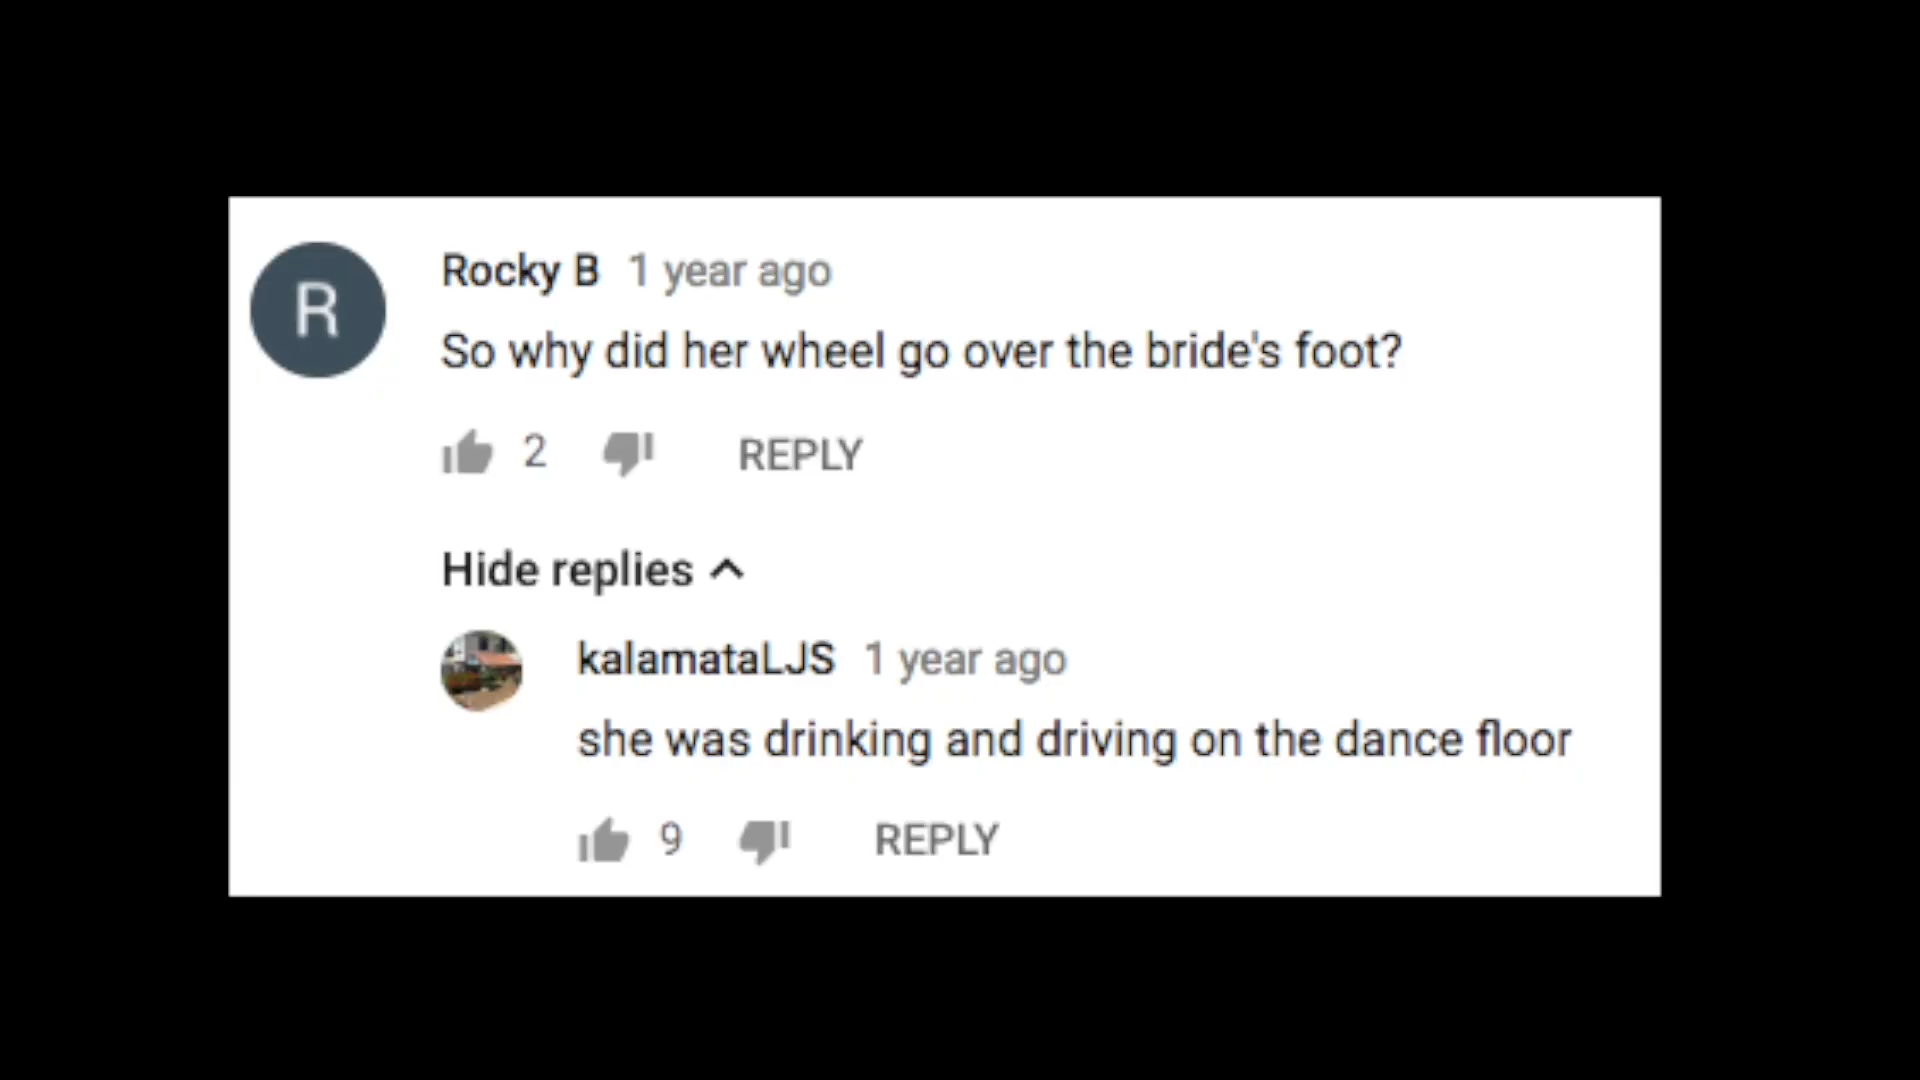 R
Rocky B 1 year ago
So why did her wheel go over the bride's foot?
2 REPLY
Hide replies
kalamataLJS 1 year ago
she was drinking and driving on the dance floor
9 REPLY